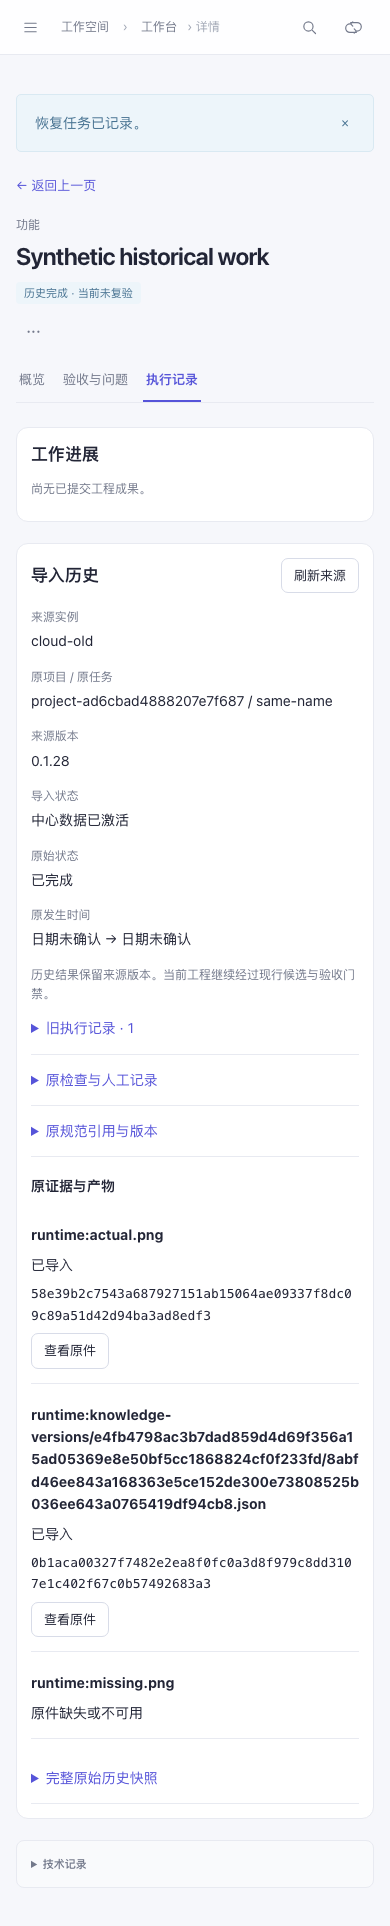 工作空间 › 工作台 › 详情
恢复任务已记录。 ×
← 返回上一页
功能
Synthetic historical work
历史完成 · 当前未复验
...
概览 验收与问题 执行记录
工作进展
尚无已提交工程成果。
导入历史 刷新来源
来源实例
cloud-old
原项目 / 原任务
project-ad6cbad4888207e7f687 / same-name
来源版本
0.1.28
导入状态
中心数据已激活
原始状态
已完成
原发生时间
日期未确认 → 日期未确认
历史结果保留来源版本。当前工程继续经过现行候选与验收门
禁。
▶ 旧执行记录 · 1
▶ 原检查与人工记录
▶ 原规范引用与版本
原证据与产物
runtime:actual.png
已导入
58e39b2c7543a687927151ab15064ae09337f8dc0
9c89a51d42d94ba3ad8edf3
查看原件
runtime:knowledge-
versions/e4fb4798ac3b7dad859d4d69f356a1
5ad05369e8e50bf5cc1868824cf0f233fd/8abf
d46ee843a168363e5ce152de300e73808525b
036ee643a0765419df94cb8.json
已导入
0b1aca00327f7482e2ea8f0fc0a3d8f979c8dd310
7e1c402f67c0b57492683a3
查看原件
runtime:missing.png
原件缺失或不可用
▶ 完整原始历史快照
▶ 技术记录